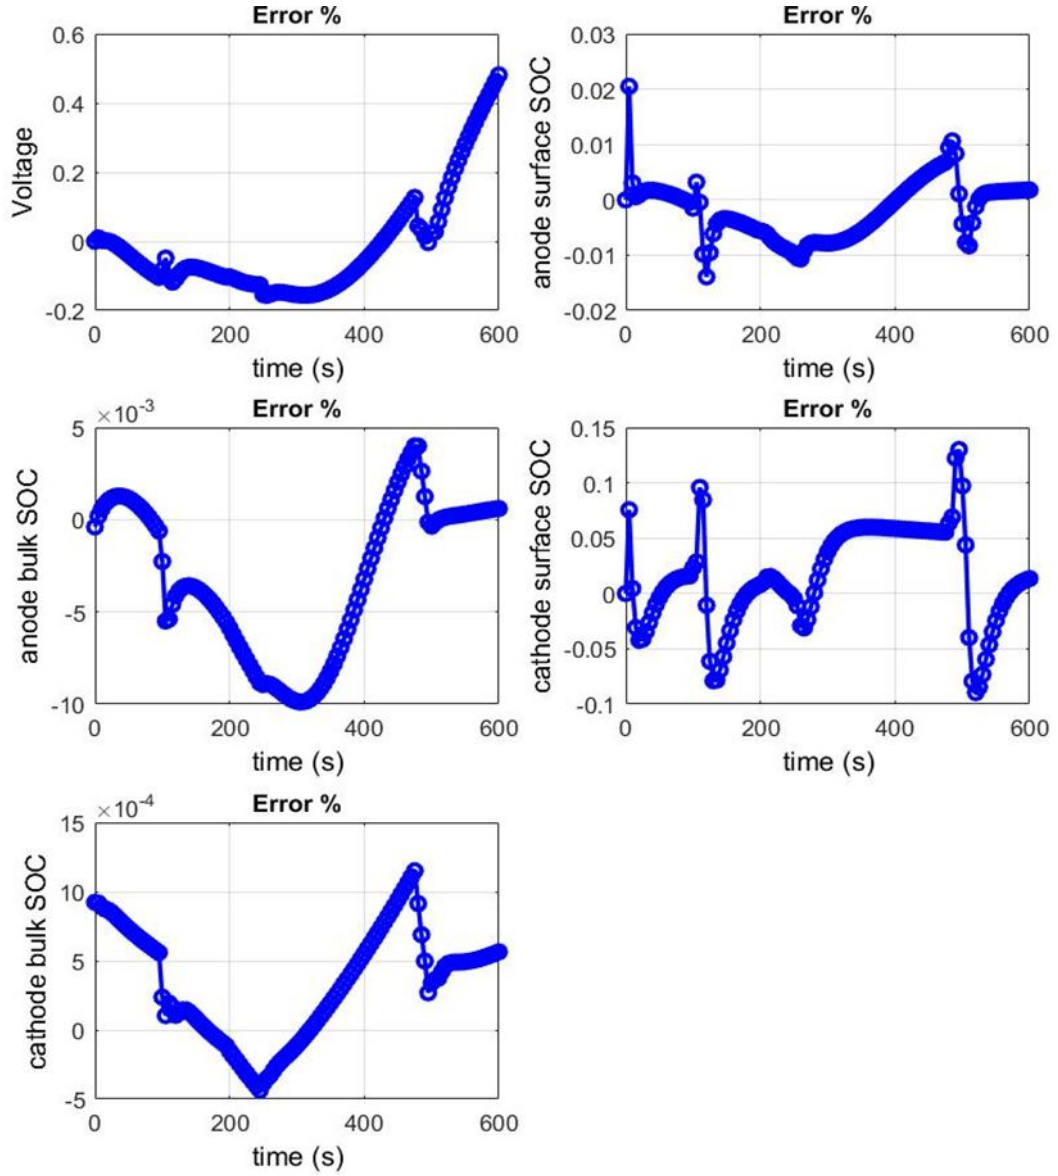 Error %
0.6
0.4
0.2
0
-0.2
Voltage
0 200 400 600
time (s)
Error %
0.03
0.02
0.01
0
-0.01
-0.02
anode surface SOC
0 200 400 600
time (s)
Error %
×10-3
5
0
-5
-10
anode bulk SOC
0 200 400 600
time (s)
Error %
0.15
0.1
0.05
0
-0.05
-0.1
cathode surface SOC
0 200 400 600
time (s)
Error %
×10-4
15
10
5
0
-5
cathode bulk SOC
0 200 400 600
time (s)